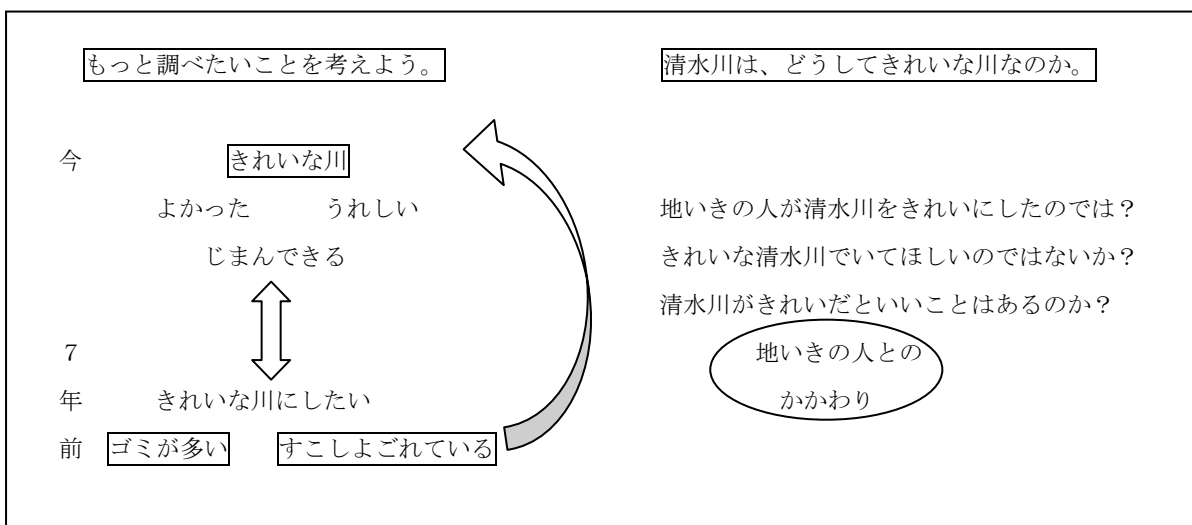 もっと調べたいことを考えよう。
今
きれいな川
よかった うれしい
じまんできる
7年前
きれいな川にしたい
ゴミが多い すこしよごれている
清水川は、どうしてきれいな川なのか。
地いきの人が清水川をきれいにしたのでは?
きれいな清水川でいてほしいのではないか?
清水川がきれいだといいことはあるのか?
地いきの人との
かかわり